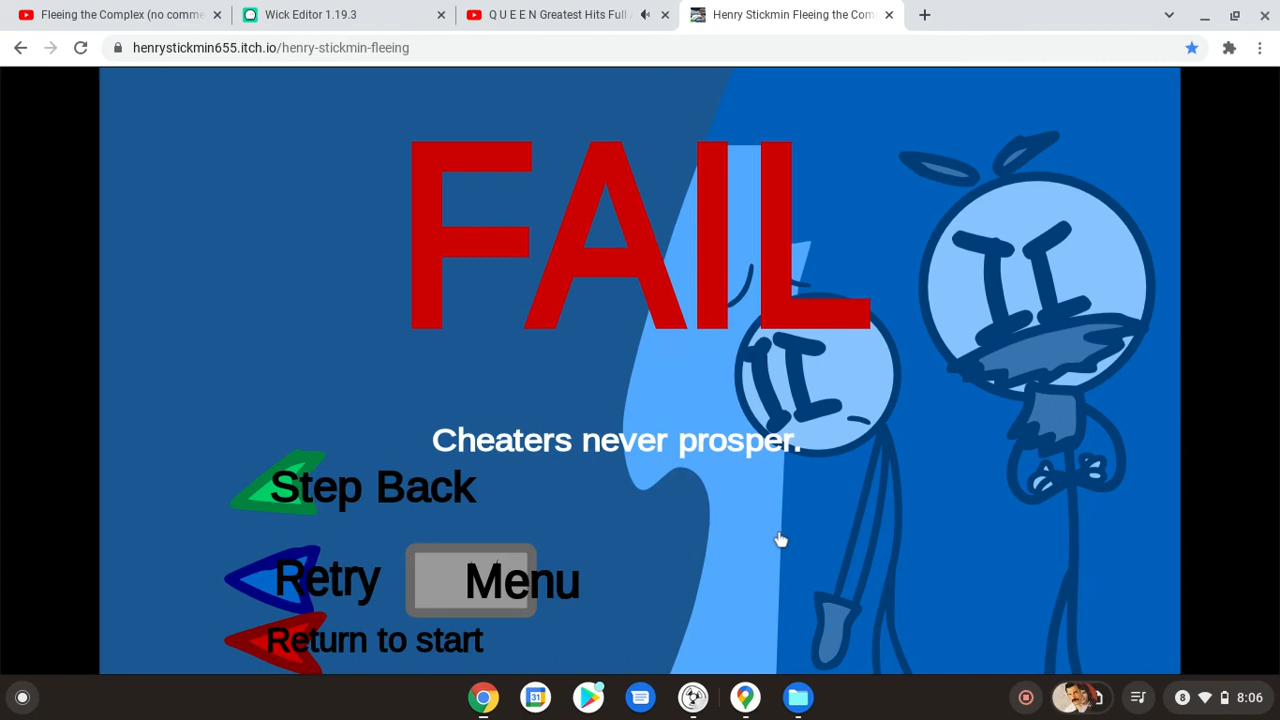 Fleeing the Complex (no comme
Wick Editor 1.19.3
Q U E E N Greatest Hits Full
Henry Stickmin Fleeing the Com
henrystickmin655.itch.io/henry-stickmin-fleeing
FAIL
Cheaters never prosper.
Step Back
Retry
Menu
Return to start
31
8
8:06